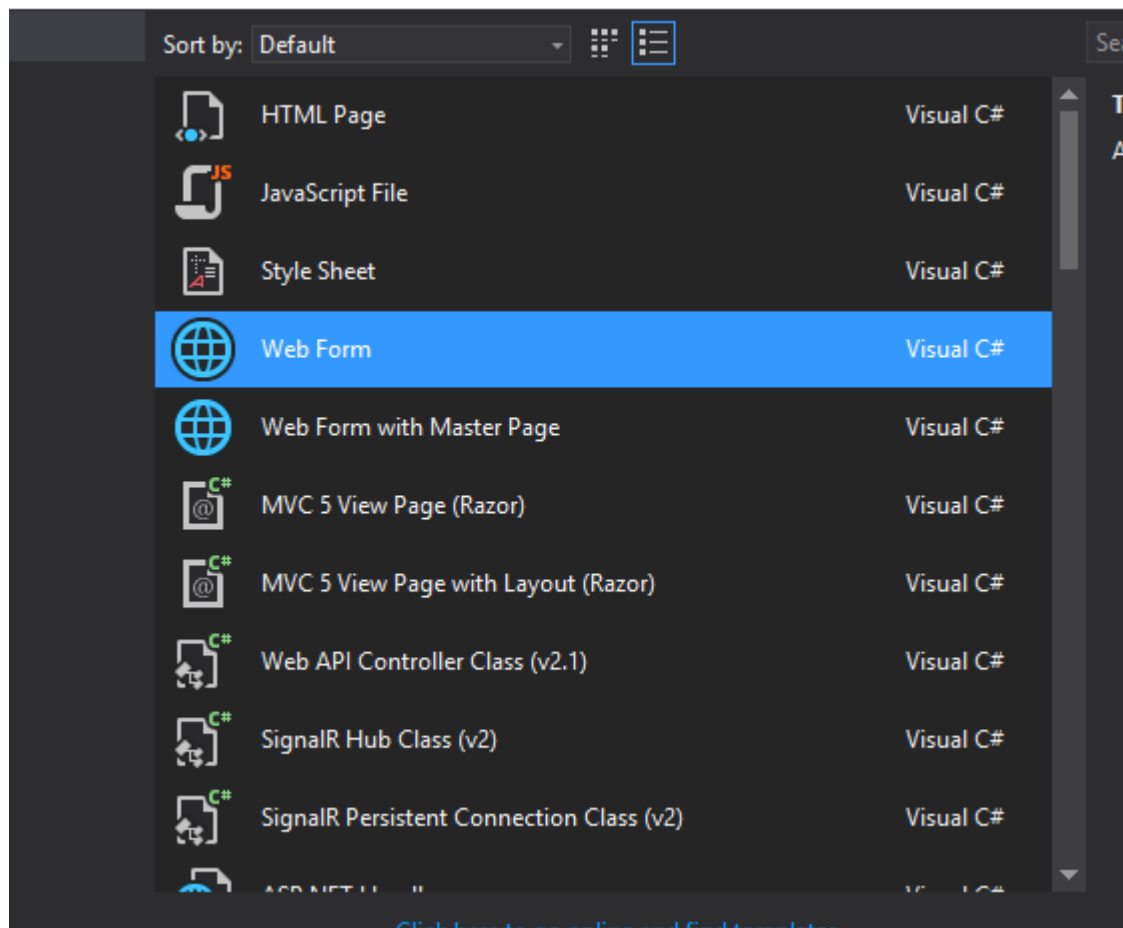 Sort by: Default
HTML Page Visual C#
JS
JavaScript File Visual C#
Style Sheet Visual C#
Web Form Visual C#
Web Form with Master Page Visual C#
C#
MVC 5 View Page (Razor) Visual C#
C#
MVC 5 View Page with Layout (Razor) Visual C#
C#
Web API Controller Class (v2.1) Visual C#
C#
SignalR Hub Class (v2) Visual C#
C#
SignalR Persistent Connection Class (v2) Visual C#